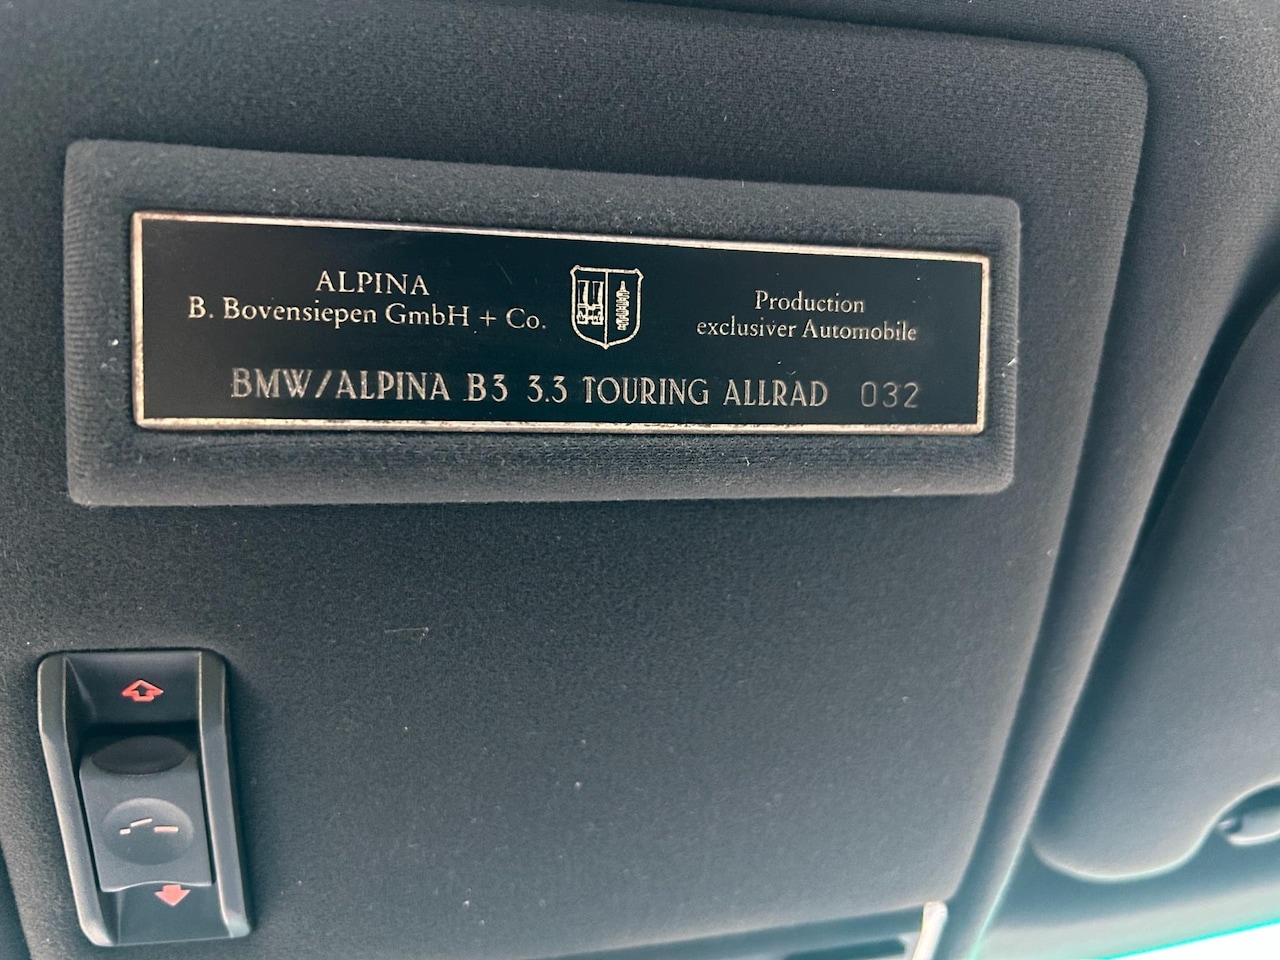 ALPINA
B. Bovensiepen GmbH + Co.
Production
exclusiver Automobile
BMW/ALPINA B3 3.3 TOURING ALLRAD 032